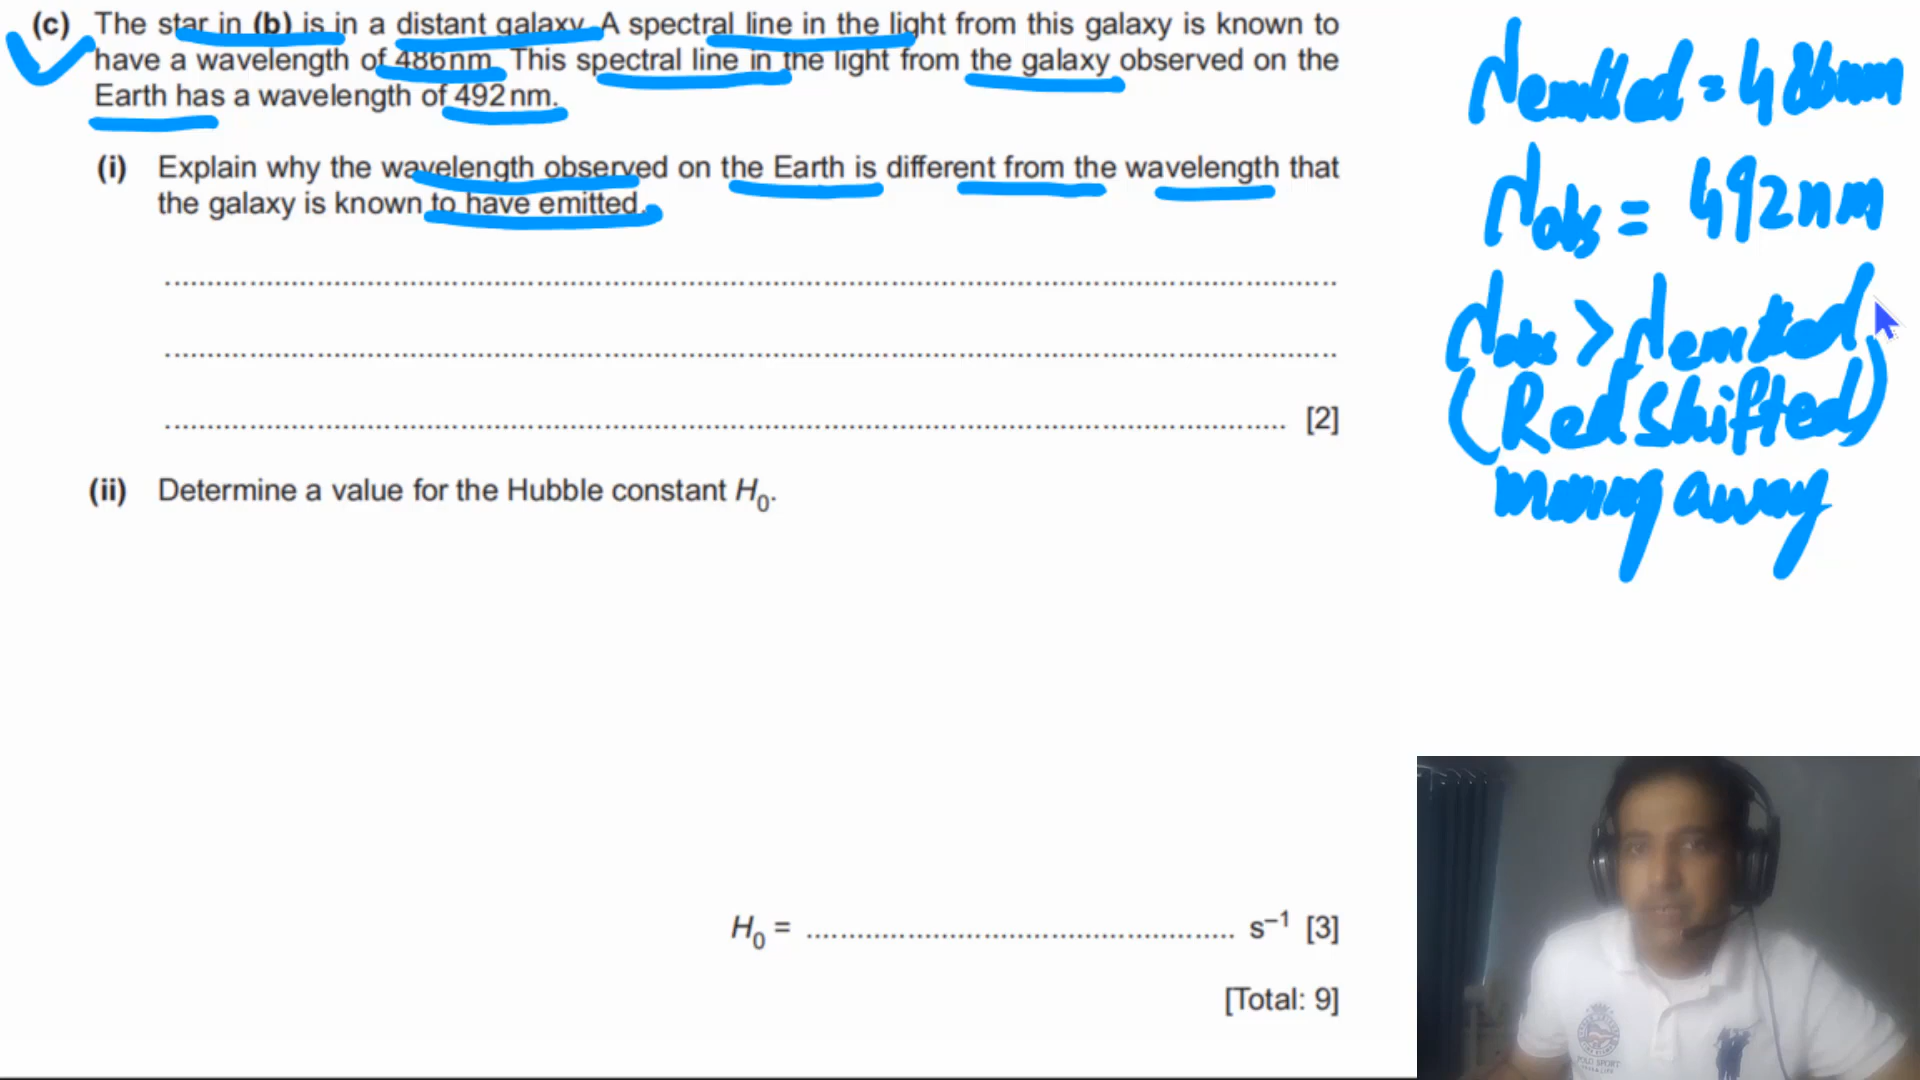 (c) The star in (b) is in a distant galaxy. A spectral line in the light from this galaxy is known to
have a wavelength of 486 nm. This spectral line in the light from the galaxy observed on the
Earth has a wavelength of 492 nm.
(i) Explain why the wavelength observed on the Earth is different from the wavelength that
the galaxy is known to have emitted.
[2]
(ii) Determine a value for the Hubble constant H0.
H0 = s−1 [3]
[Total: 9]
λemitted = 486nm
λobs = 492nm
λobs > λemitted
(Redshifted)
moving away
POLO SPORT